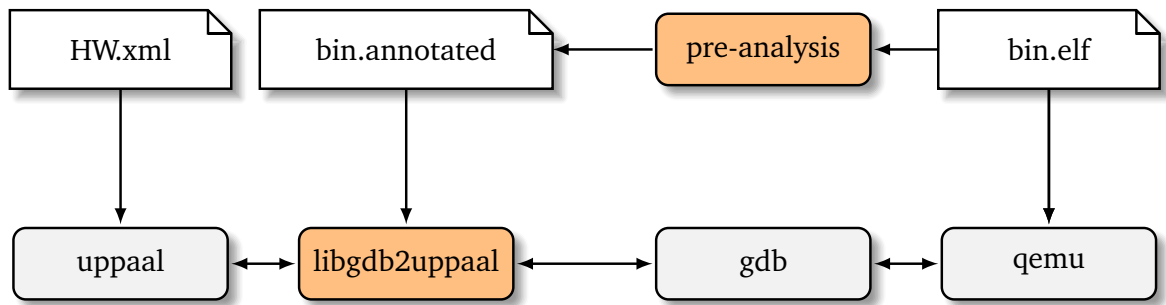 HW.xml
bin.annotated
pre-analysis
bin.elf
uppaal
libgdb2uppaal
gdb
qemu